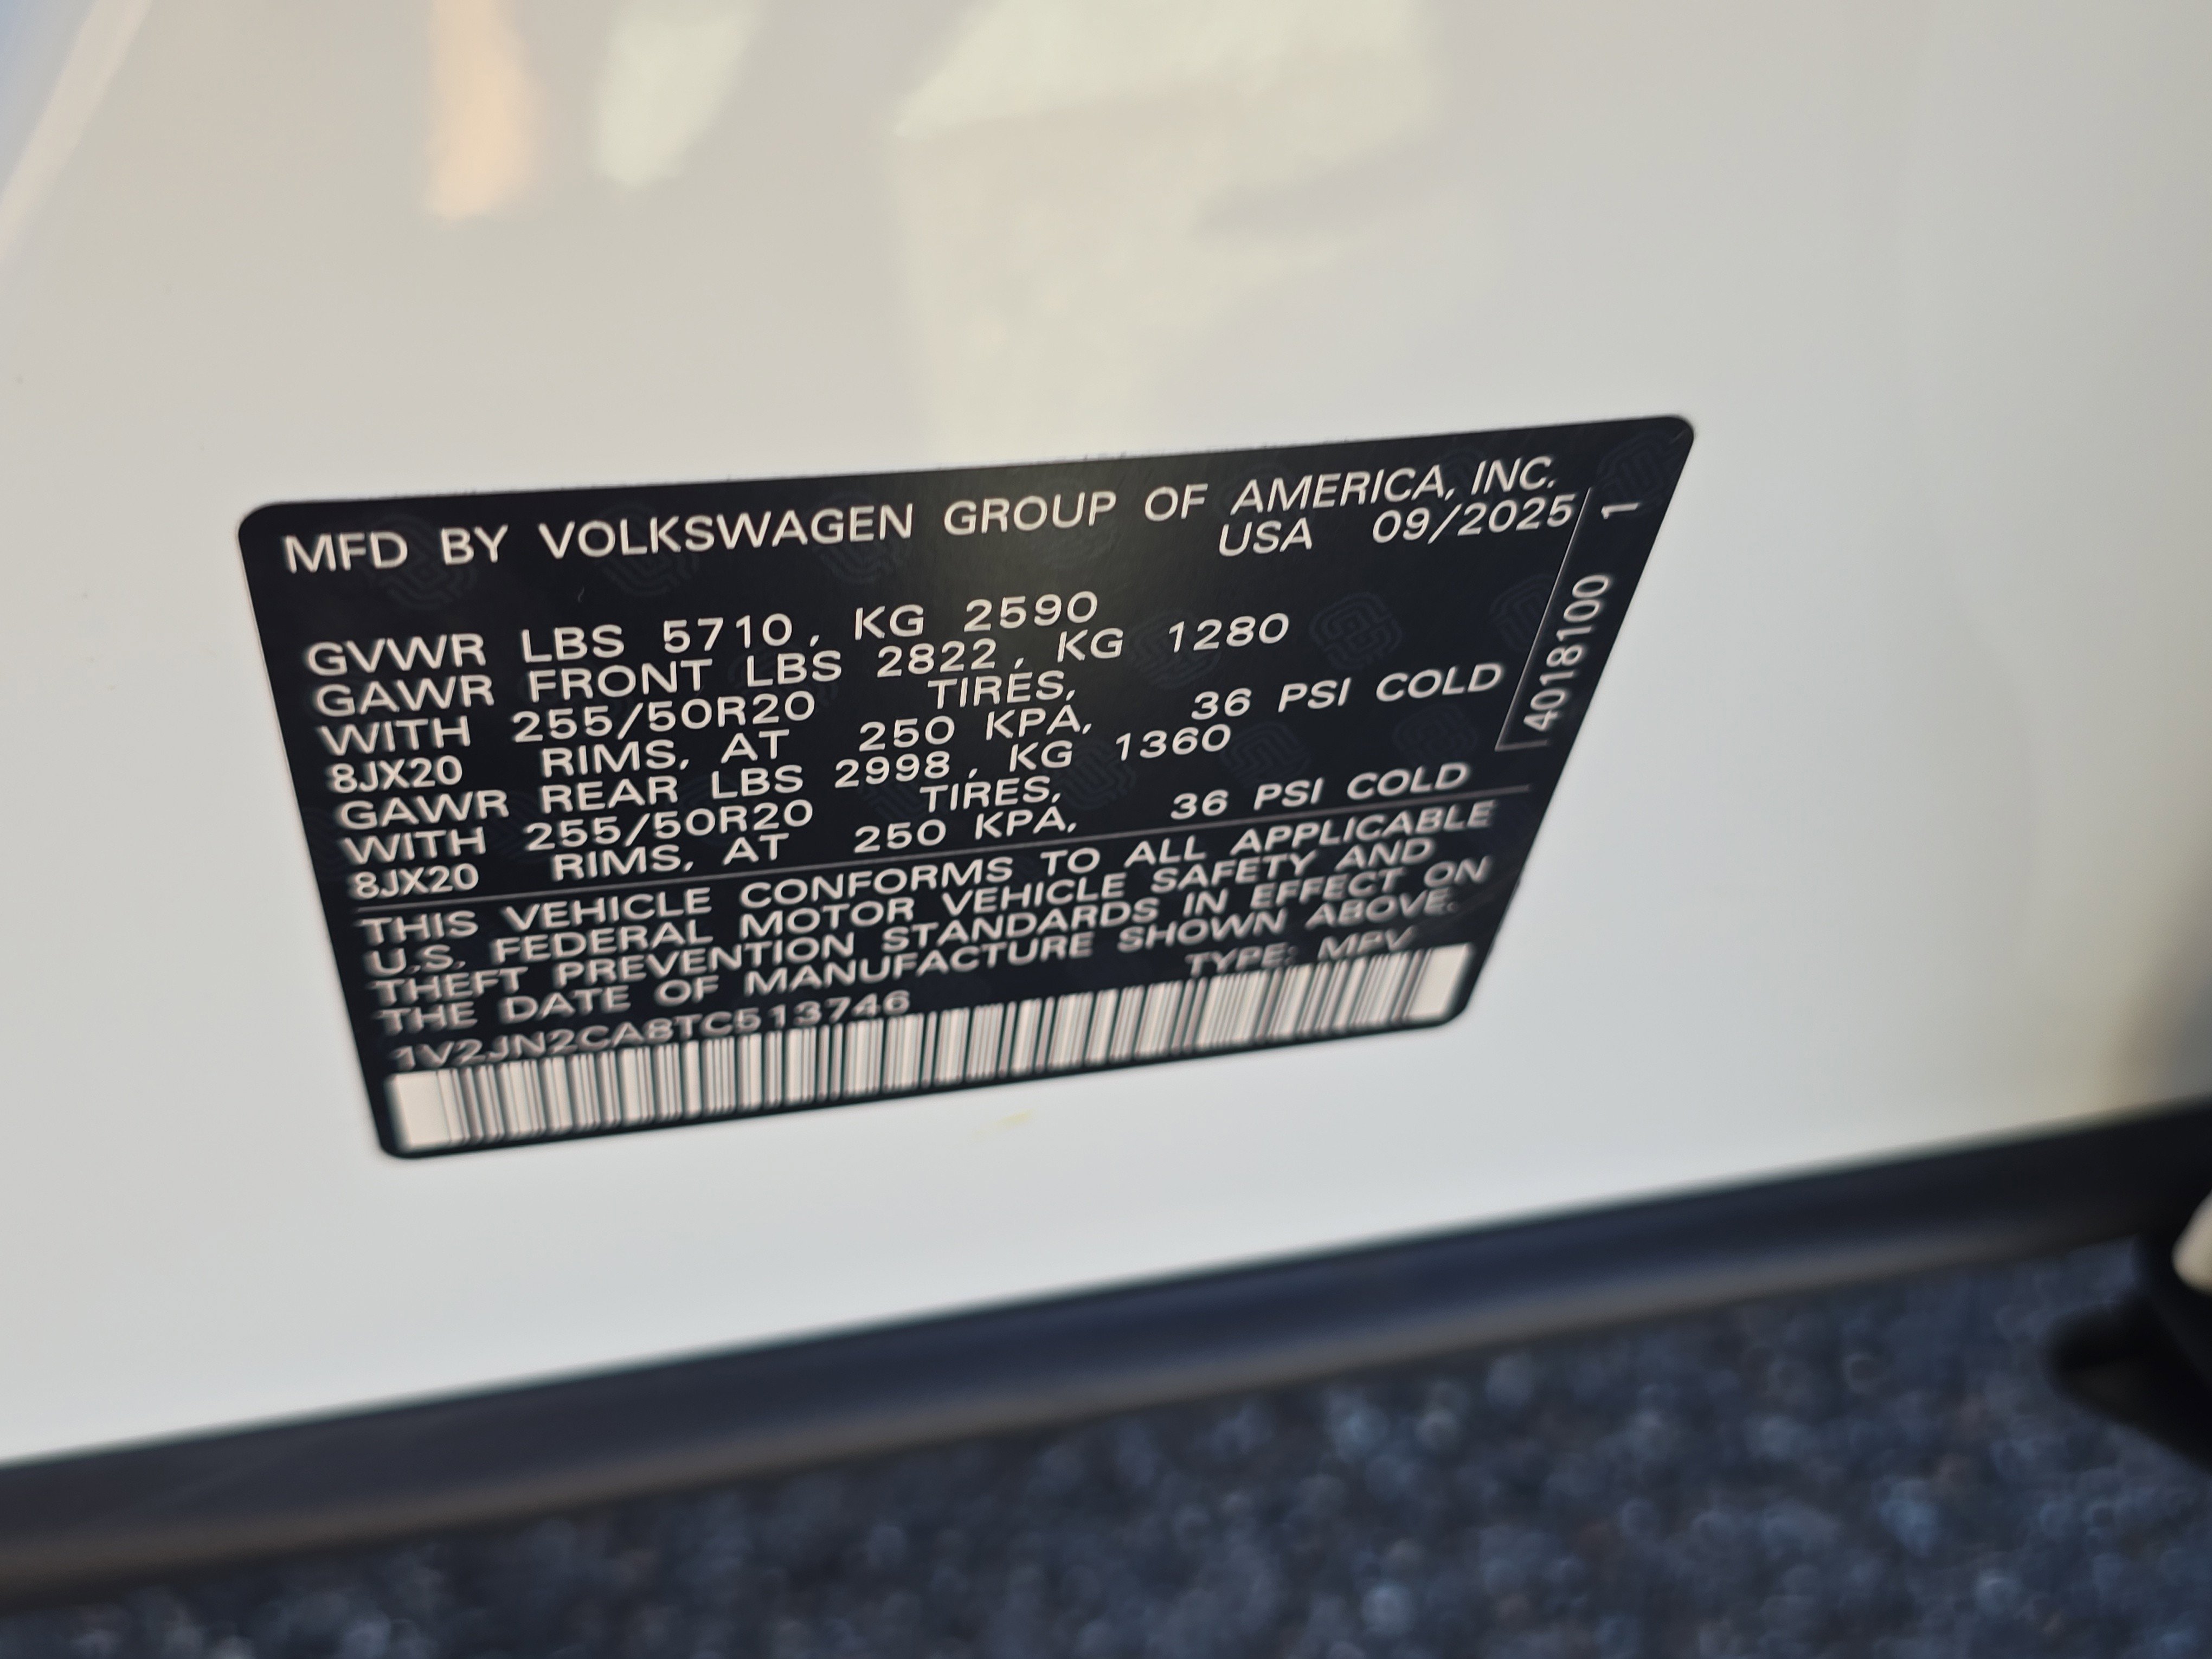 MFD BY VOLKSWAGEN GROUP OF AMERICA, INC.
USA 09/2025
GVWR LBS 5710, KG 2590
GAWR FRONT LBS 2822, KG 1280
WITH 255/50R20 TIRES,
8JX20 RIMS, AT 250 KPA, 36 PSI COLD
GAWR REAR LBS 2998, KG 1360
WITH 255/50R20 TIRES,
8JX20 RIMS, AT 250 KPA, 36 PSI COLD
THIS VEHICLE CONFORMS TO ALL APPLICABLE
U.S. FEDERAL MOTOR VEHICLE SAFETY AND
THEFT PREVENTION STANDARDS IN EFFECT ON
THE DATE OF MANUFACTURE SHOWN ABOVE.
1V2JN2CA8TC513746 TYPE: MPV
4018100 1